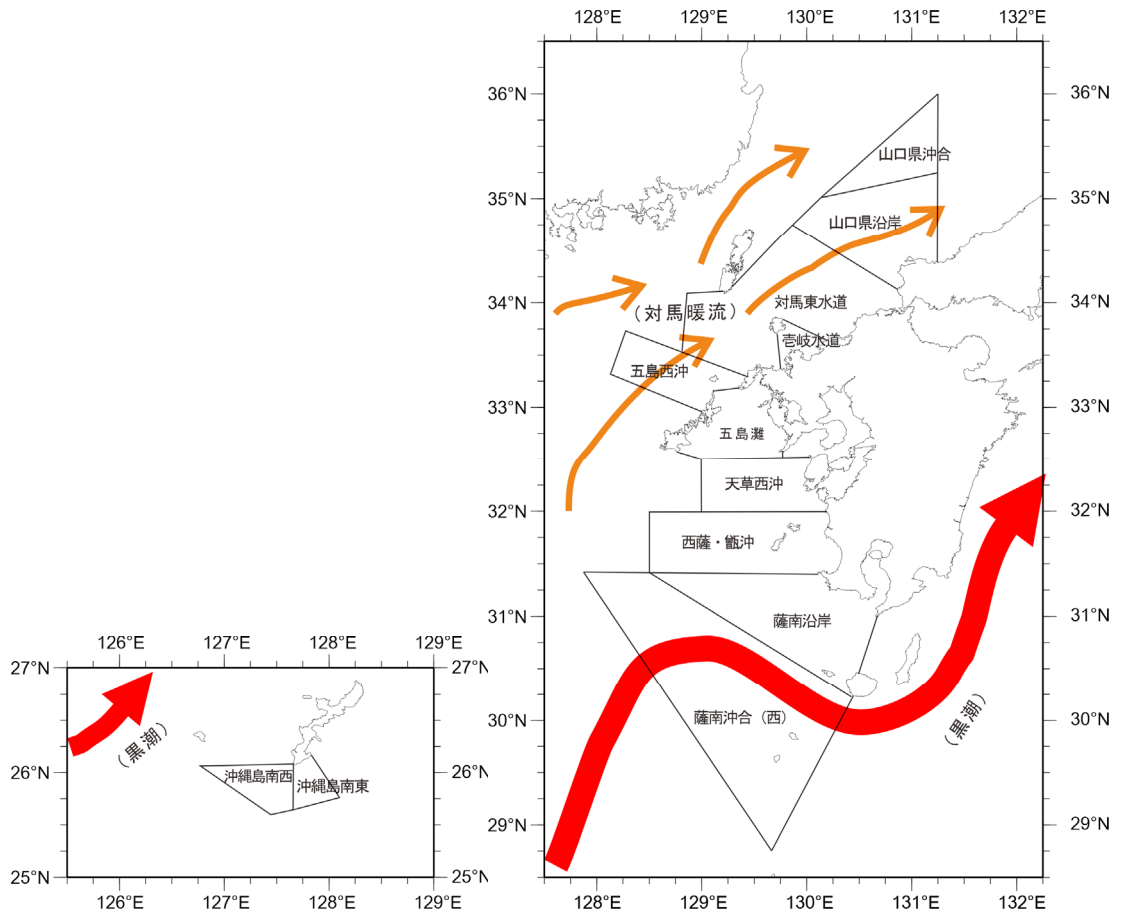 128°E 129°E 130°E 131°E 132°E
36°N 36°N
山口県沖合
35°N 35°N
山口県沿岸
34°N 対馬東水道 34°N
(対馬暖流)
壱岐水道
五島西沖
33°N 33°N
五島灘
天草西沖
32°N 32°N
西薩・甑沖
31°N 薩南沿岸 31°N
30°N 薩南沖合(西) 30°N
(黒潮)
29°N 29°N
128°E 129°E 130°E 131°E 132°E
126°E 127°E 128°E 129°E
27°N 27°N
(黒潮)
26°N 26°N
沖縄島南西 沖縄島南東
25°N 25°N
126°E 127°E 128°E 129°E